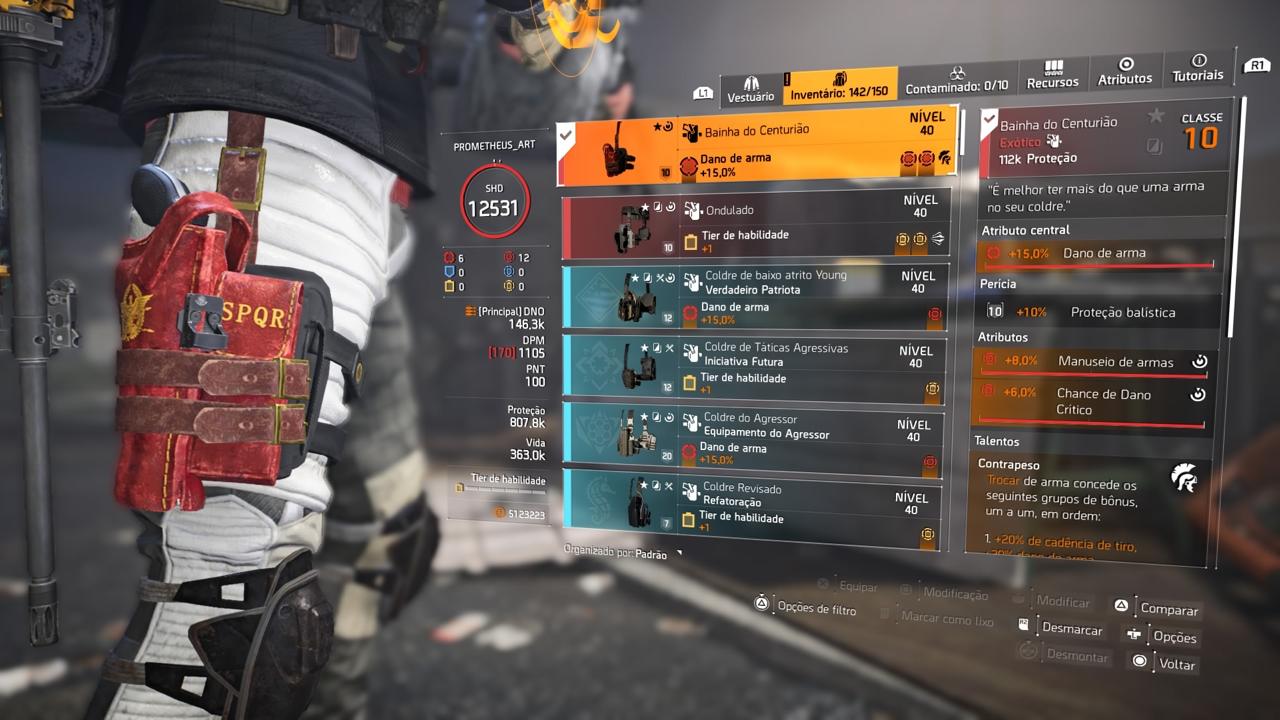 L1
Vestuário
Inventário: 142/150
Contaminado: 0/10
Recursos
Atributos
Tutoriais
R1
PROMETHEUS_ART
SHD
12531
6
12
0
0
0
0
[Principal] DNO
146,3k
DPM
[170] 1105
PNT
100
Proteção
807.8k
Vida
363.0k
Tier de habilidade
5123223
SPQR
Bainha do Centurião
NÍVEL
40
Dano de arma
+15,0%
10
Ondulado
NÍVEL
40
Tier de habilidade
+1
10
Coldre de baixo atrito Young
Verdadeiro Patriota
NÍVEL
40
Dano de arma
+15,0%
12
Coldre de Táticas Agressivas
Iniciativa Futura
NÍVEL
40
Tier de habilidade
+1
12
Coldre do Agressor
Equipamento do Agressor
NÍVEL
40
Dano de arma
+15,0%
20
Coldre Revisado
Refatoração
NÍVEL
40
Tier de habilidade
+1
7
Organizado por: Padrão
Bainha do Centurião
Exótico
112k Proteção
CLASSE
10
"É melhor ter mais do que uma arma
no seu coldre."
Atributo central
+15,0% Dano de arma
Perícia
10 +10% Proteção balística
Atributos
+8,0% Manuseio de armas
+6,0% Chance de Dano
Crítico
Talentos
Contrapeso
Trocar de arma concede os
seguintes grupos de bônus,
um a um, em ordem:
1. +20% de cadência de tiro,
Equipar
Modificação
Modificar
Comparar
Opções de filtro
Marcar como lixo
R3
Desmarcar
Opções
Desmontar
Voltar